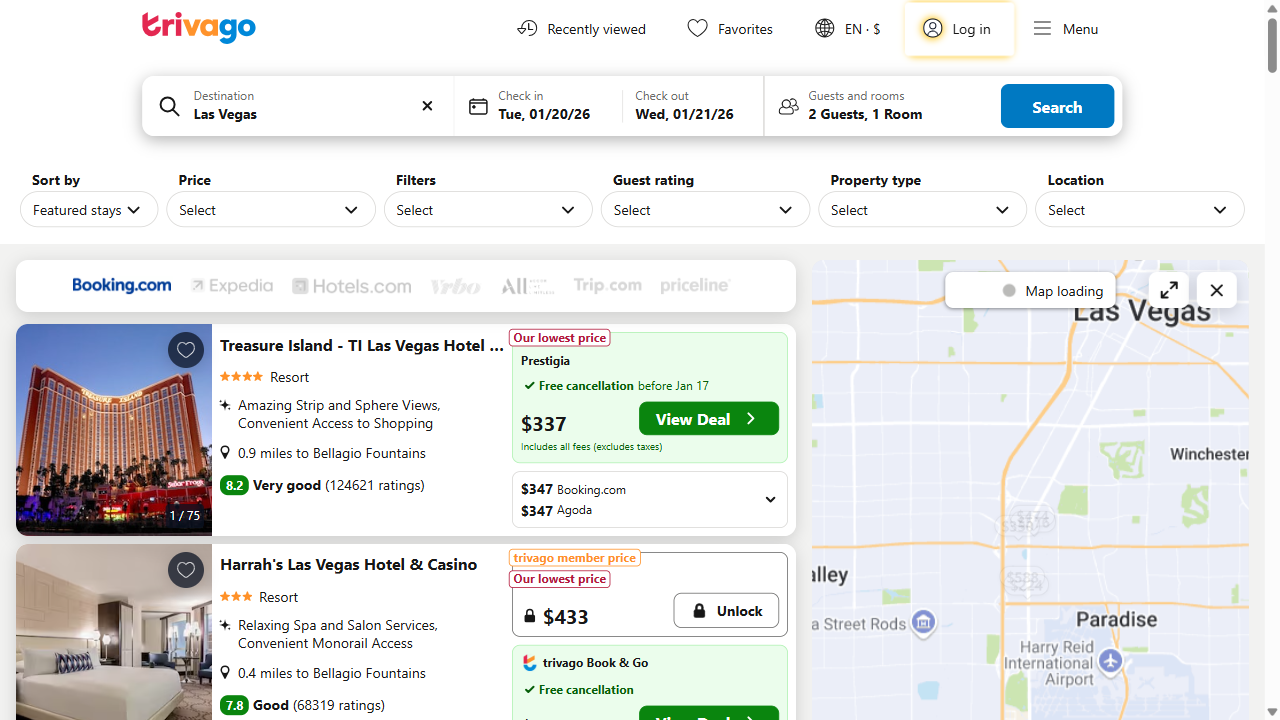 trivago
Recently viewed
Favorites
EN · $
Log in
Menu
Destination
Las Vegas
Check in
Tue, 01/20/26
Check out
Wed, 01/21/26
Guests and rooms
2 Guests, 1 Room
Search
Sort by
Featured stays
Price
Select
Filters
Select
Guest rating
Select
Property type
Select
Location
Select
Booking.com
Expedia
Hotels.com
Vrbo
Trip.com
priceline
Treasure Island - TI Las Vegas Hotel ...
Resort
Amazing Strip and Sphere Views,
Convenient Access to Shopping
0.9 miles to Bellagio Fountains
8.2 Very good (124621 ratings)
1 / 75
Our lowest price
Prestigia
Free cancellation before Jan 17
$337
View Deal
Includes all fees (excludes taxes)
$347 Booking.com
$347 Agoda
Harrah's Las Vegas Hotel & Casino
Resort
Relaxing Spa and Salon Services,
Convenient Monorail Access
0.4 miles to Bellagio Fountains
7.8 Good (68319 ratings)
trivago member price
Our lowest price
$433
Unlock
trivago Book & Go
Free cancellation
View Deal
Map loading
Las Vegas
Winchester
alley
a Street Rods
Paradise
Harry Reid
International
Airport